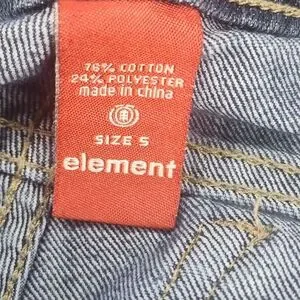 76% COTTON
24% POLYESTER
made in china
SIZE 5
element